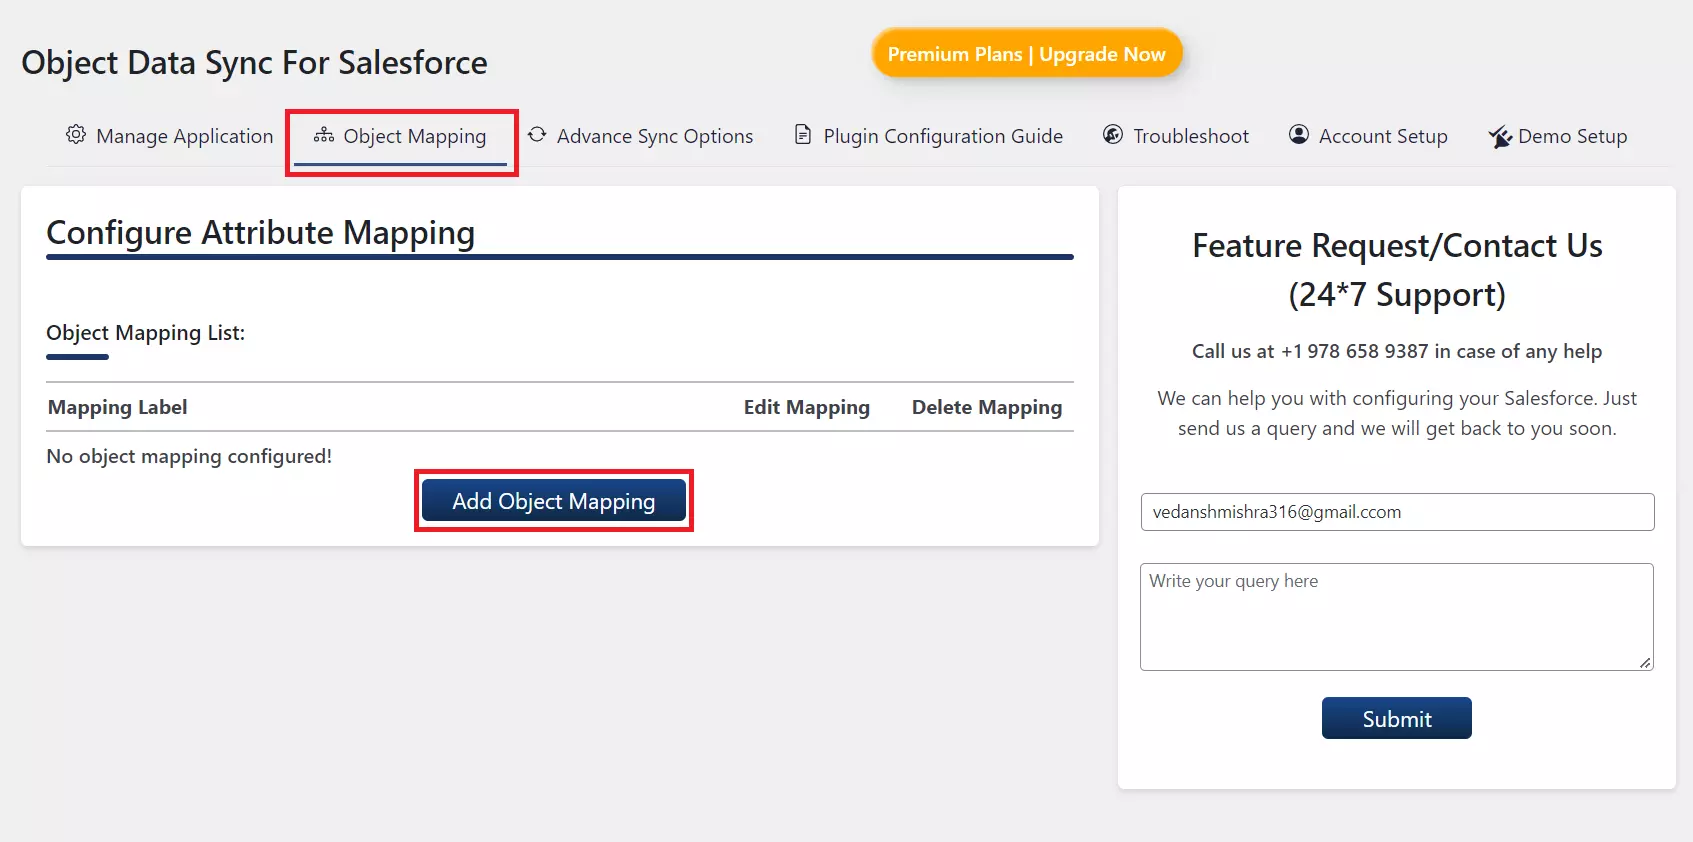 Object Data Sync For Salesforce
Premium Plans | Upgrade Now
Manage Application
Object Mapping
Advance Sync Options
Plugin Configuration Guide
Troubleshoot
Account Setup
Demo Setup
Configure Attribute Mapping
Object Mapping List:
Mapping Label
Edit Mapping
Delete Mapping
No object mapping configured!
Add Object Mapping
Feature Request/Contact Us
(24*7 Support)
Call us at +1 978 658 9387 in case of any help
We can help you with configuring your Salesforce. Just
send us a query and we will get back to you soon.
vedanshmishra316@gmail.ccom
Write your query here
Submit